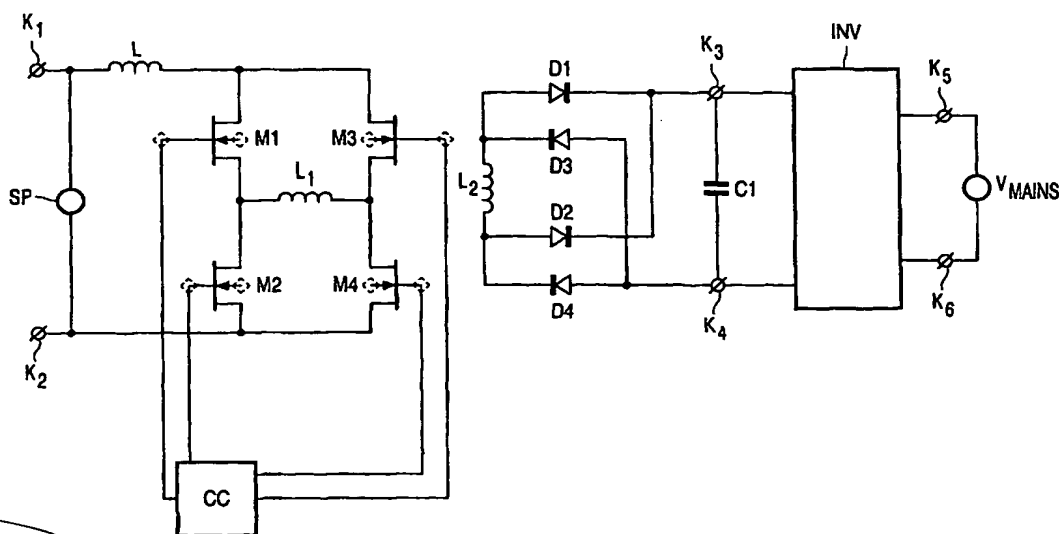 K1
L
SP
M1
M3
L1
M2
M4
K2
CC
D1
D3
L2
D2
D4
K3
C1
K4
INV
K5
VMAINS
K6